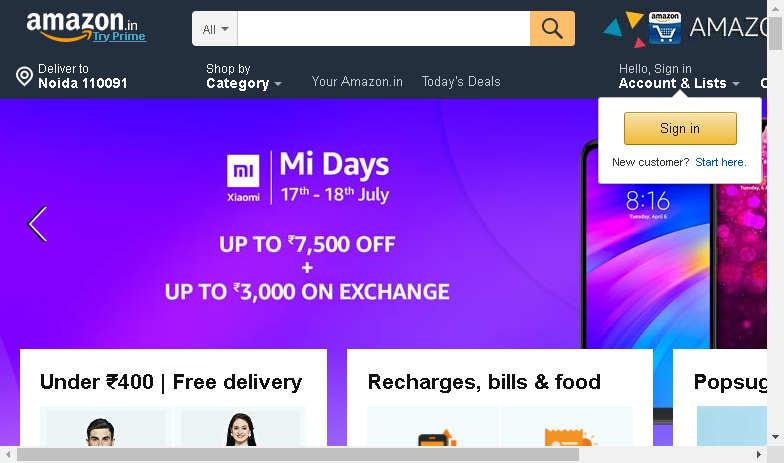 amazon.in
Try Prime
All
amazon
AMAZO
Deliver to
Noida 110091
Shop by
Category
Your Amazon.in
Today's Deals
Hello, Sign in
Account & Lists
C
Sign in
New customer? Start here.
mi
Xiaomi
Mi Days
17th - 18th July
UP TO ₹7,500 OFF
+
UP TO ₹3,000 ON EXCHANGE
8:16
Tuesday, April 6
Under ₹400 | Free delivery
Recharges, bills & food
Popsug